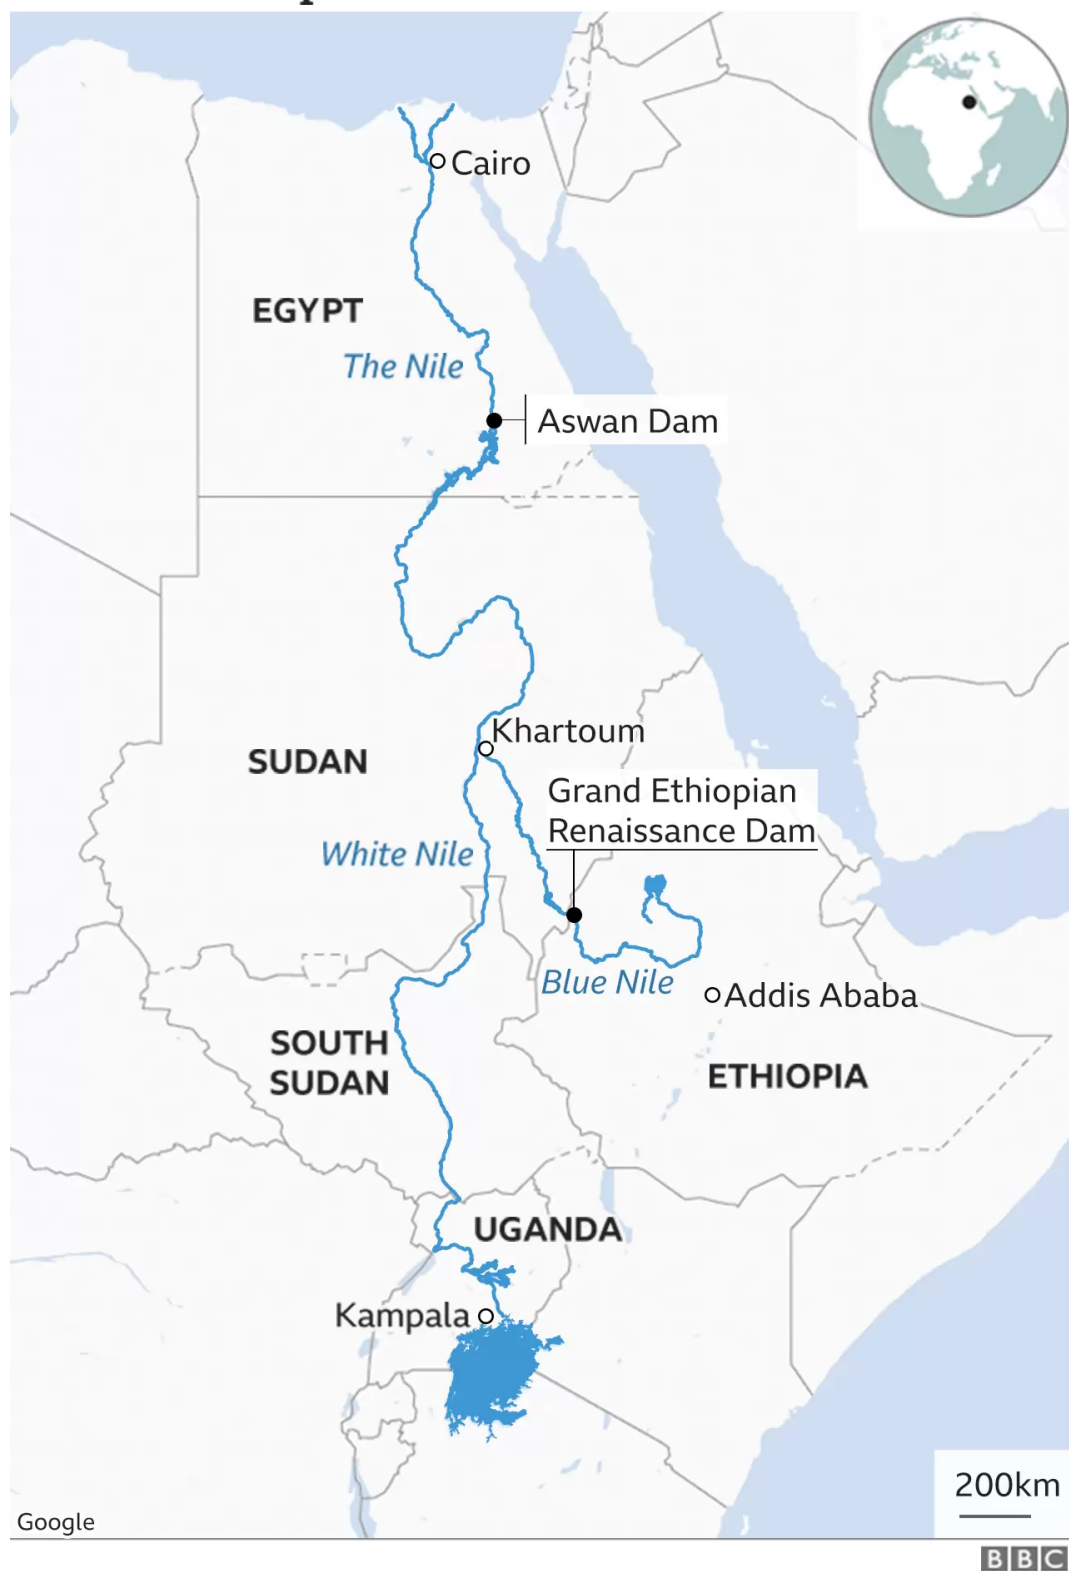 Cairo
EGYPT
The Nile
Aswan Dam
Khartoum
SUDAN
Grand Ethiopian
Renaissance Dam
White Nile
Blue Nile
Addis Ababa
SOUTH
SUDAN
ETHIOPIA
UGANDA
Kampala
200km
Google
BBC